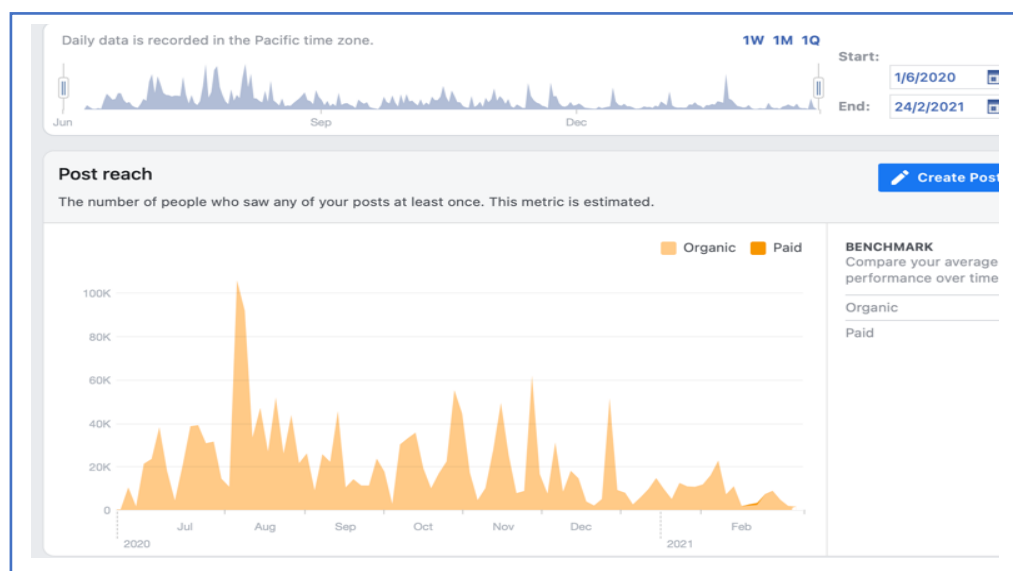 Daily data is recorded in the Pacific time zone.
1W 1M 1Q
Start:
1/6/2020
End:
24/2/2021
Jun Sep Dec
Post reach
Create Post
The number of people who saw any of your posts at least once. This metric is estimated.
Organic Paid
BENCHMARK
Compare your average
performance over time
Organic
Paid
100K
80K
60K
40K
20K
0
Jul Aug Sep Oct Nov Dec Feb
2020 2021